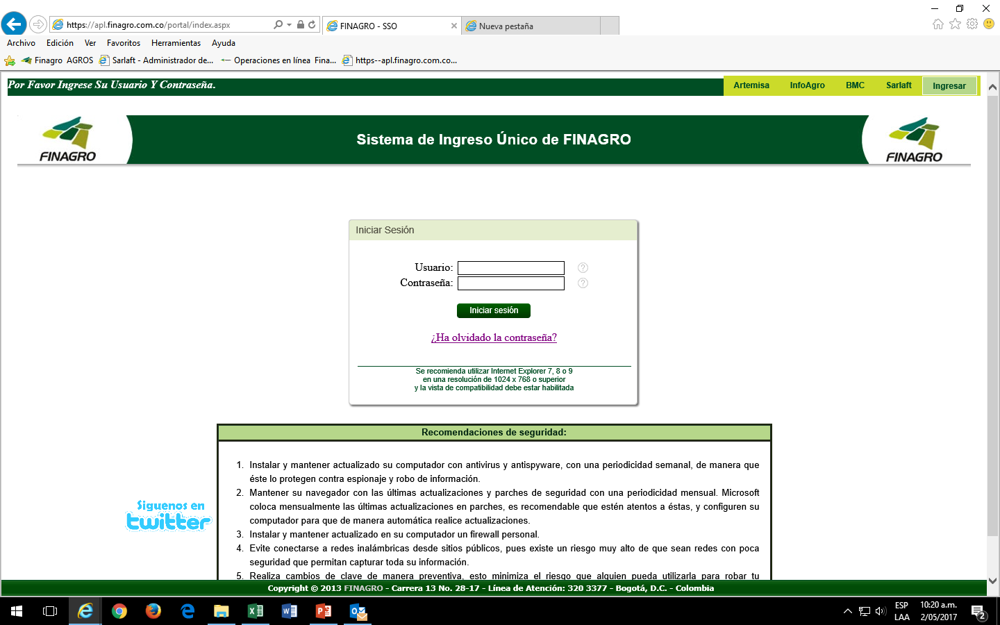 https://apl.finagro.com.co/portal/index.aspx
FINAGRO - SSO
Nueva pestaña
Archivo Edición Ver Favoritos Herramientas Ayuda
Finagro AGROS Sarlaft - Administrador de... Operaciones en línea Fina... https--apl.finagro.com.co...
Por Favor Ingrese Su Usuario Y Contraseña.
Artemisa InfoAgro BMC Sarlaft Ingresar
FINAGRO
Sistema de Ingreso Único de FINAGRO
FINAGRO
Iniciar Sesión
Usuario:
Contraseña:
Iniciar sesión
¿Ha olvidado la contraseña?
Se recomienda utilizar Internet Explorer 7, 8 o 9
en una resolución de 1024 x 768 o superior
y la vista de compatibilidad debe estar habilitada
Recomendaciones de seguridad:
1. Instalar y mantener actualizado su computador con antivirus y antispyware, con una periodicidad semanal, de manera que
éste lo protegen contra espionaje y robo de información.
2. Mantener su navegador con las últimas actualizaciones y parches de seguridad con una periodicidad mensual. Microsoft
coloca mensualmente las últimas actualizaciones en parches, es recomendable que estén atentos a éstas, y configuren su
computador para que de manera automática realice actualizaciones.
3. Instalar y mantener actualizado en su computador un firewall personal.
4. Evite conectarse a redes inalámbricas desde sitios públicos, pues existe un riesgo muy alto de que sean redes con poca
seguridad que permitan capturar toda su información.
5. Realiza cambios de clave de manera preventiva, esto minimiza el riesgo que alguien pueda utilizarla para robar tu
Siguenos en
twitter
Copyright © 2013 FINAGRO - Carrera 13 No. 28-17 - Línea de Atención: 320 3377 - Bogotá, D.C. - Colombia
ESP
LAA
10:20 a.m.
2/05/2017
2